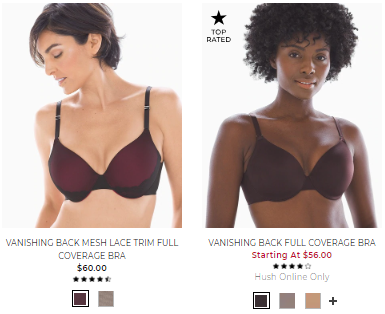 TOP
RATED
VANISHING BACK MESH LACE TRIM FULL
COVERAGE BRA
$60.00
VANISHING BACK FULL COVERAGE BRA
Starting At $56.00
Hush Online Only